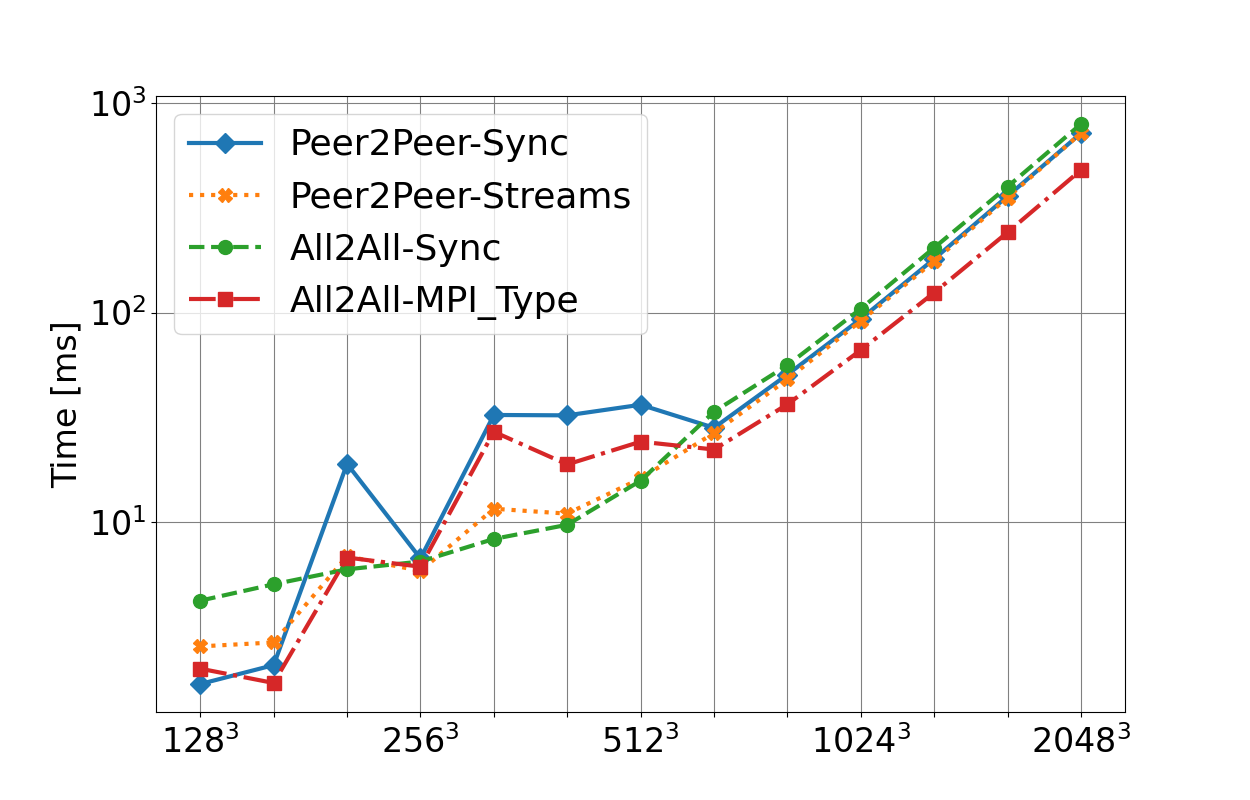 10³
Peer2Peer-Sync
Peer2Peer-Streams
All2All-Sync
All2All-MPI_Type
10²
Time [ms]
10¹
128³ 256³ 512³ 1024³ 2048³